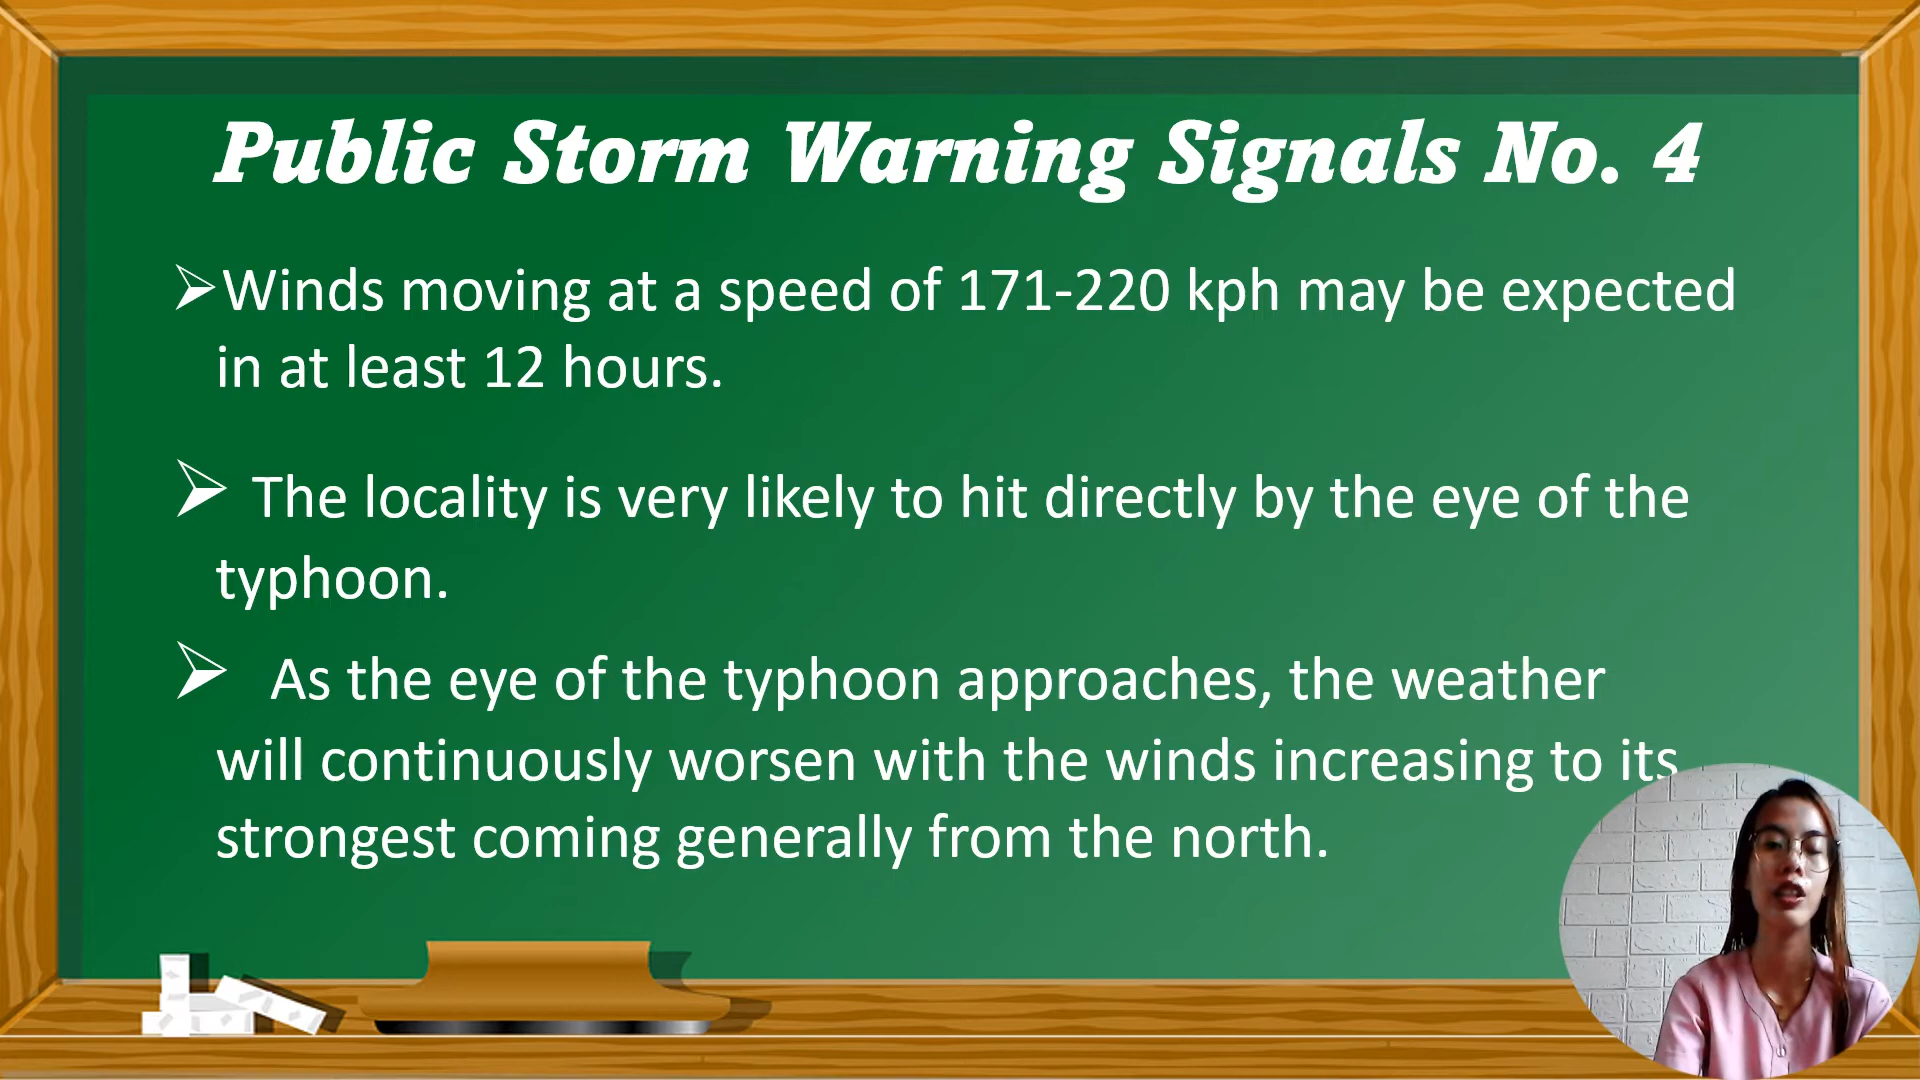 Public Storm Warning Signals No. 4
Winds moving at a speed of 171-220 kph may be expected
in at least 12 hours.
The locality is very likely to hit directly by the eye of the
typhoon.
As the eye of the typhoon approaches, the weather
will continuously worsen with the winds increasing to its
strongest coming generally from the north.